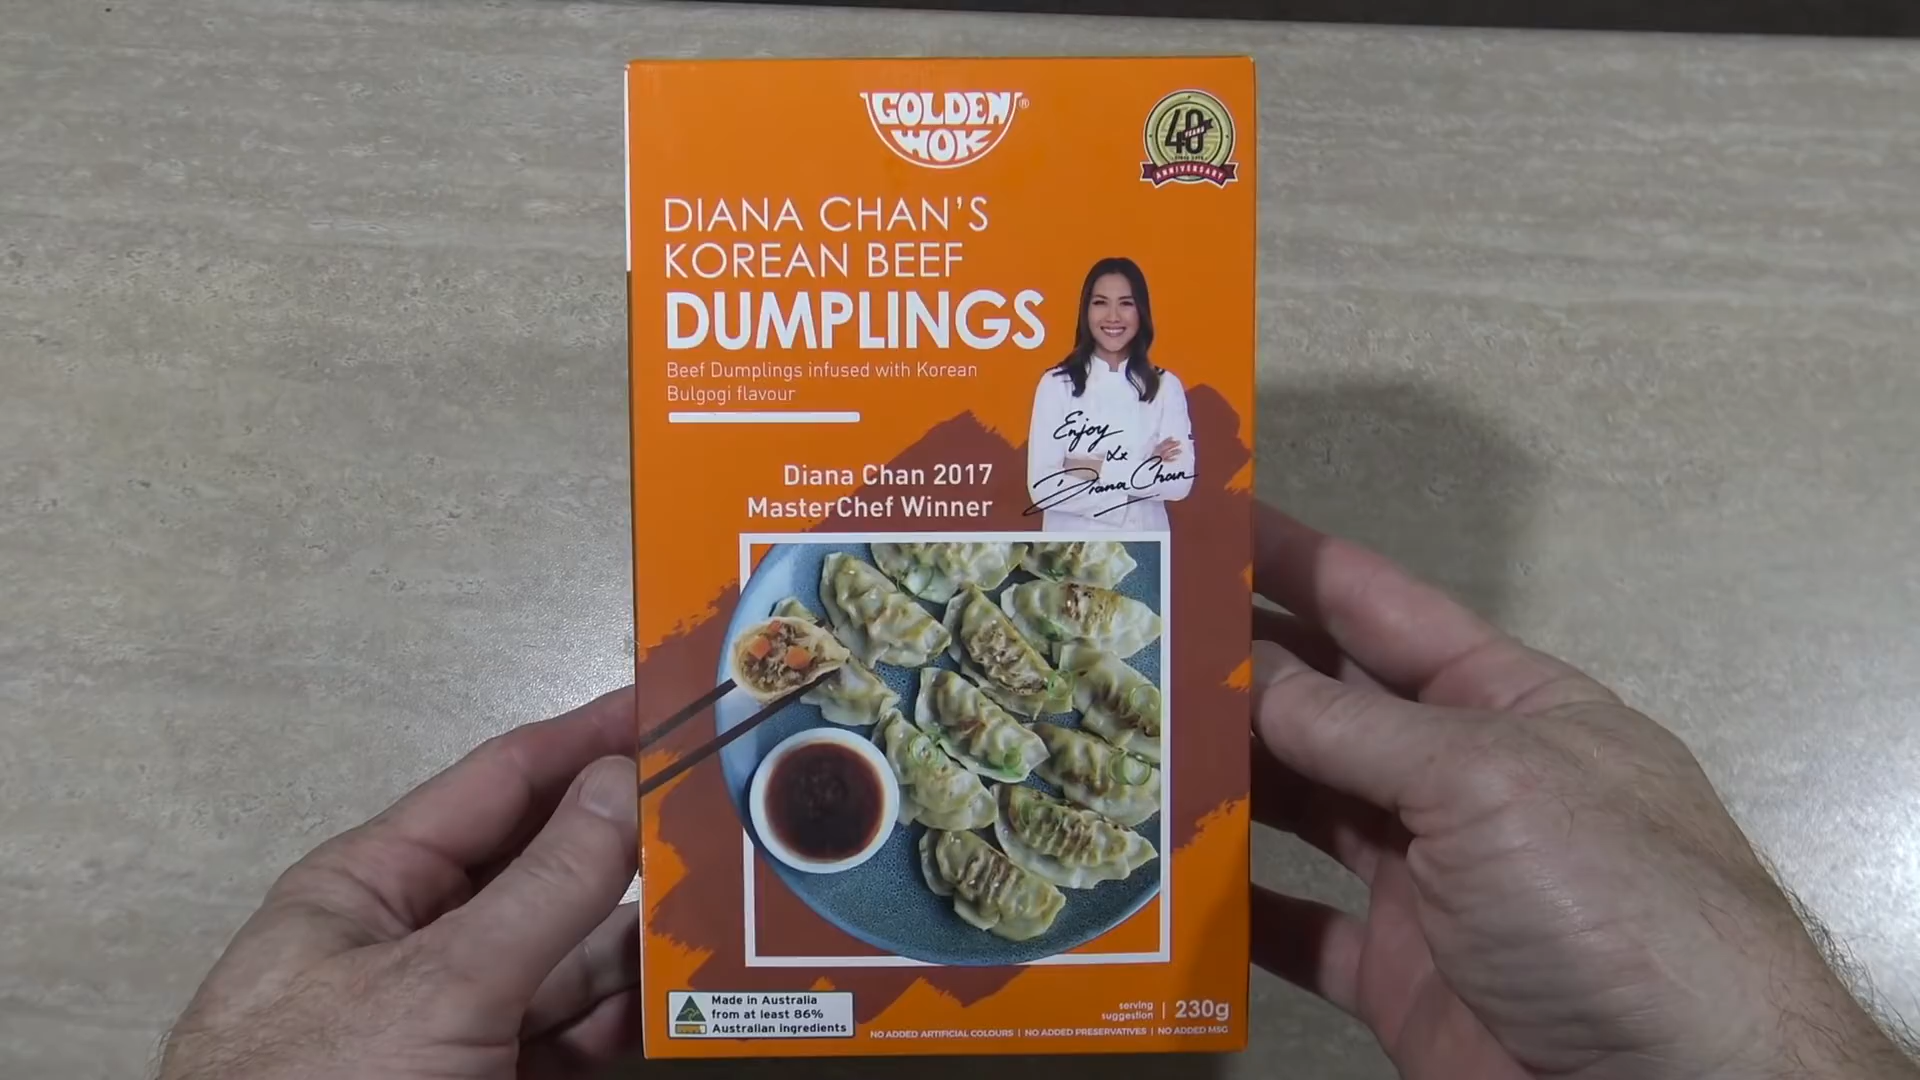 GOLDEN®
WOK
40
YEARS
ANNIVERSARY
DIANA CHAN'S
KOREAN BEEF
DUMPLINGS
Beef Dumplings infused with Korean
Bulgogi flavour
Enjoy
Diana Chan
Diana Chan 2017
MasterChef Winner
Made in Australia
from at least 86%
Australian ingredients
serving
suggestion | 230g
NO ADDED ARTIFICIAL COLOURS | NO ADDED PRESERVATIVES | NO ADDED MSG